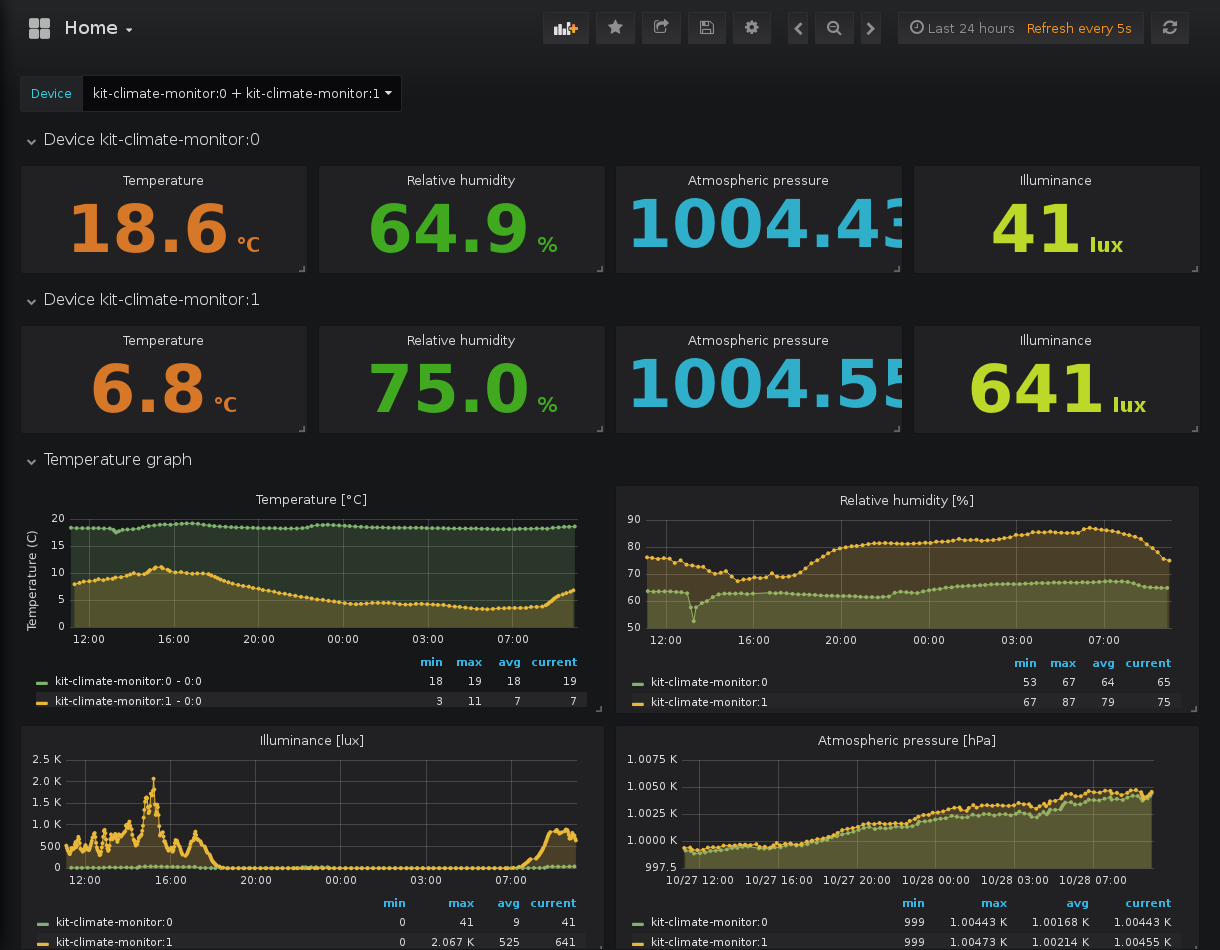 Home
Last 24 hours Refresh every 5s
Device kit-climate-monitor:0 + kit-climate-monitor:1
Device kit-climate-monitor:0
Temperature Relative humidity Atmospheric pressure Illuminance
18.6 °C 64.9 % 1004.43 41 lux
Device kit-climate-monitor:1
Temperature Relative humidity Atmospheric pressure Illuminance
6.8 °C 75.0 % 1004.55 641 lux
Temperature graph
Temperature [°C]
Temperature (C)
20
15
10
5
0
12:00 16:00 20:00 00:00 03:00 07:00
min max avg current
kit-climate-monitor:0 - 0:0 18 19 18 19
kit-climate-monitor:1 - 0:0 3 11 7 7
Relative humidity [%]
90
80
70
60
50
12:00 16:00 20:00 00:00 03:00 07:00
min max avg current
kit-climate-monitor:0 53 67 64 65
kit-climate-monitor:1 67 87 79 75
Illuminance [lux]
2.5 K
2.0 K
1.5 K
1.0 K
500
0
12:00 16:00 20:00 00:00 03:00 07:00
min max avg current
kit-climate-monitor:0 0 41 9 41
kit-climate-monitor:1 0 2.067 K 525 641
Atmospheric pressure [hPa]
1.0075 K
1.0050 K
1.0025 K
1.0000 K
997.5
10/27 12:00 10/27 16:00 10/27 20:00 10/28 00:00 10/28 03:00 10/28 07:00
min max avg current
kit-climate-monitor:0 999 1.00443 K 1.00168 K 1.00443 K
kit-climate-monitor:1 999 1.00473 K 1.00214 K 1.00455 K